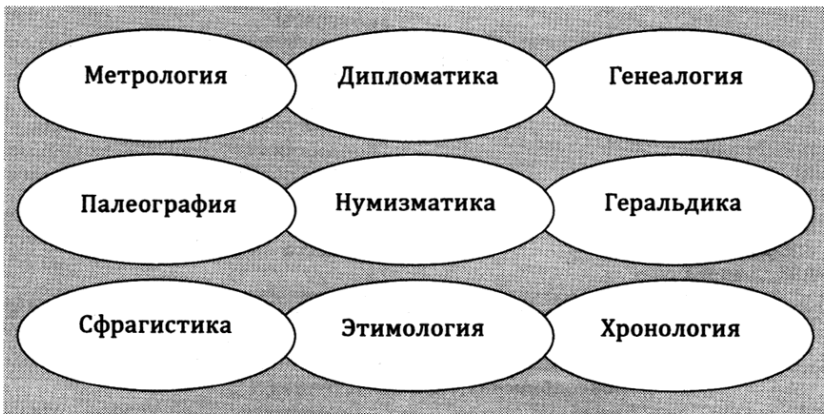 Метрология Дипломатика Генеалогия
Палеография Нумизматика Геральдика
Сфрагистика Этимология Хронология